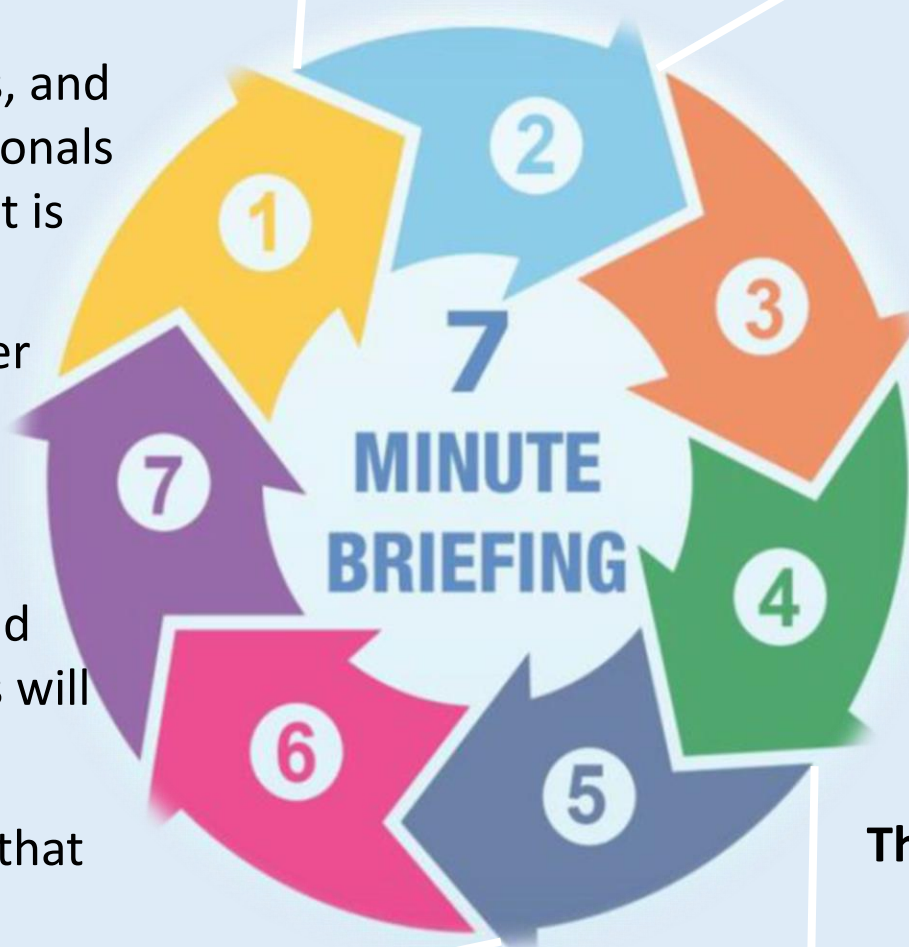 s, and
onals
t is
er
d
s will
that
1
2
3
4
5
6
7
7
MINUTE
BRIEFING
Th